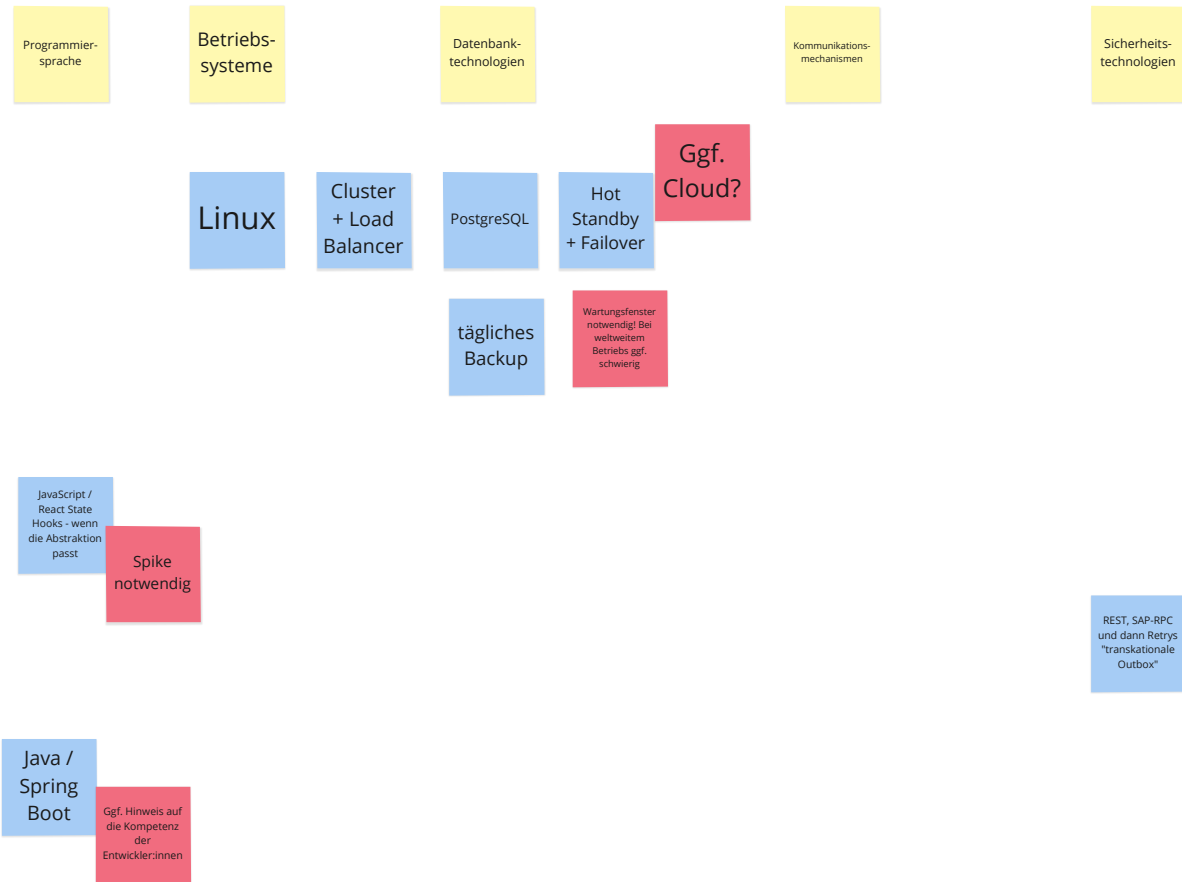 Programmier-
sprache
Betriebs-
systeme
Datenbank-
technologien
Kommunikations-
mechanismen
Sicherheits-
technologien
Linux
Cluster
+ Load
Balancer
PostgreSQL
Hot
Standby
+ Failover
Ggf.
Cloud?
tägliches
Backup
Wartungsfenster
notwendig! Bei
weltweitem
Betriebs ggf.
schwierig
JavaScript /
React State
Hooks - wenn
die Abstraktion
passt
Spike
notwendig
REST, SAP-RPC
und dann Retrys
"transkationale
Outbox"
Java /
Spring
Boot
Ggf. Hinweis auf
die Kompetenz
der
Entwickler:innen